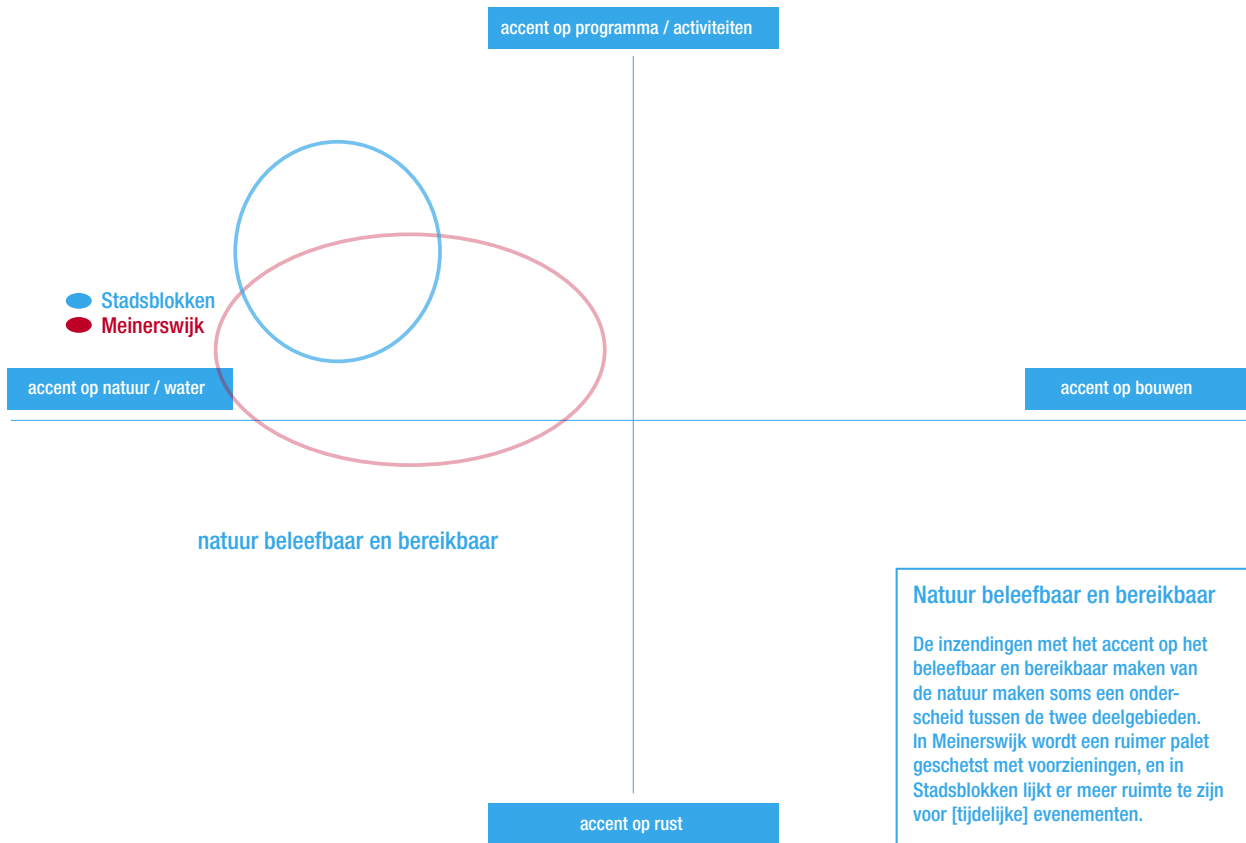 accent op programma / activiteiten
Stadsblokken
Meinerswijk
accent op natuur / water
accent op bouwen
natuur beleefbaar en bereikbaar
Natuur beleefbaar en bereikbaar
De inzendingen met het accent op het
beleefbaar en bereikbaar maken van
de natuur maken soms een onder-
scheid tussen de twee deelgebieden.
In Meinerswijk wordt een ruimer palet
geschetst met voorzieningen, en in
Stadsblokken lijkt er meer ruimte te zijn
voor [tijdelijke] evenementen.
accent op rust